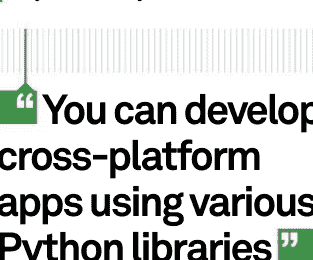 “ You can develop
cross-platform
apps using various
Python libraries ”